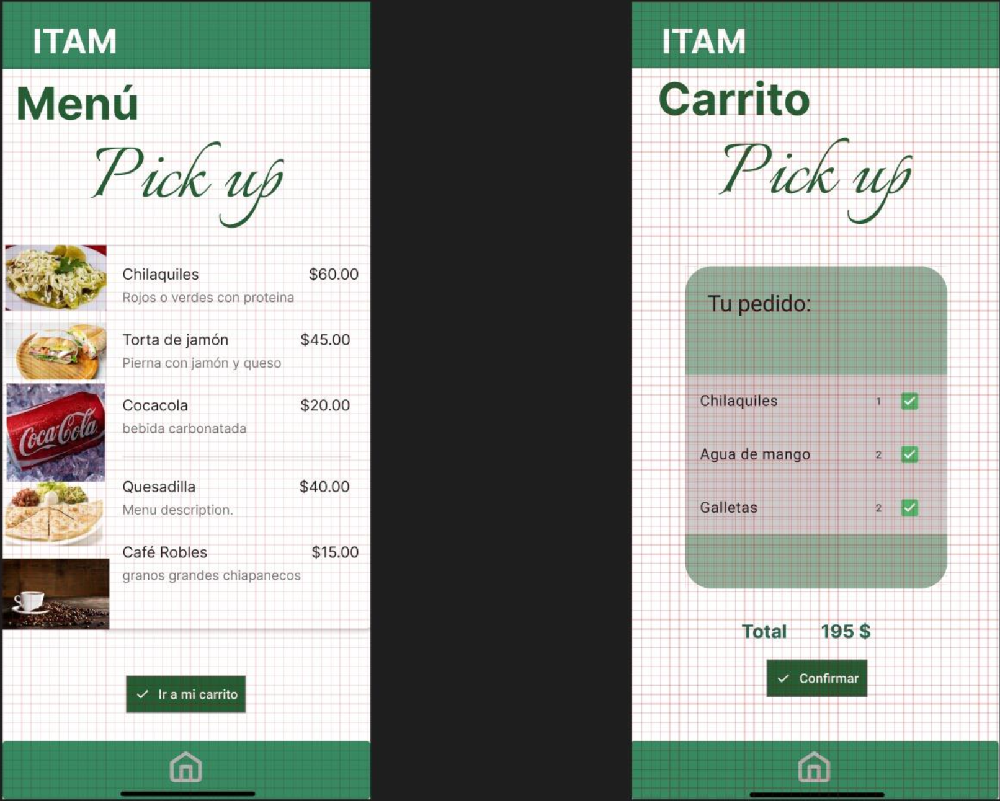 ITAM
Menú
Pick up
Chilaquiles $60.00
Rojos o verdes con proteina
Torta de jamón $45.00
Pierna con jamón y queso
Coca-Cola
Cocacola $20.00
bebida carbonatada
Quesadilla $40.00
Menu description.
Café Robles $15.00
granos grandes chiapanecos
Ir a mi carrito
ITAM
Carrito
Pick up
Tu pedido:
Chilaquiles 1
Agua de mango 2
Galletas 2
Total 195 $
Confirmar